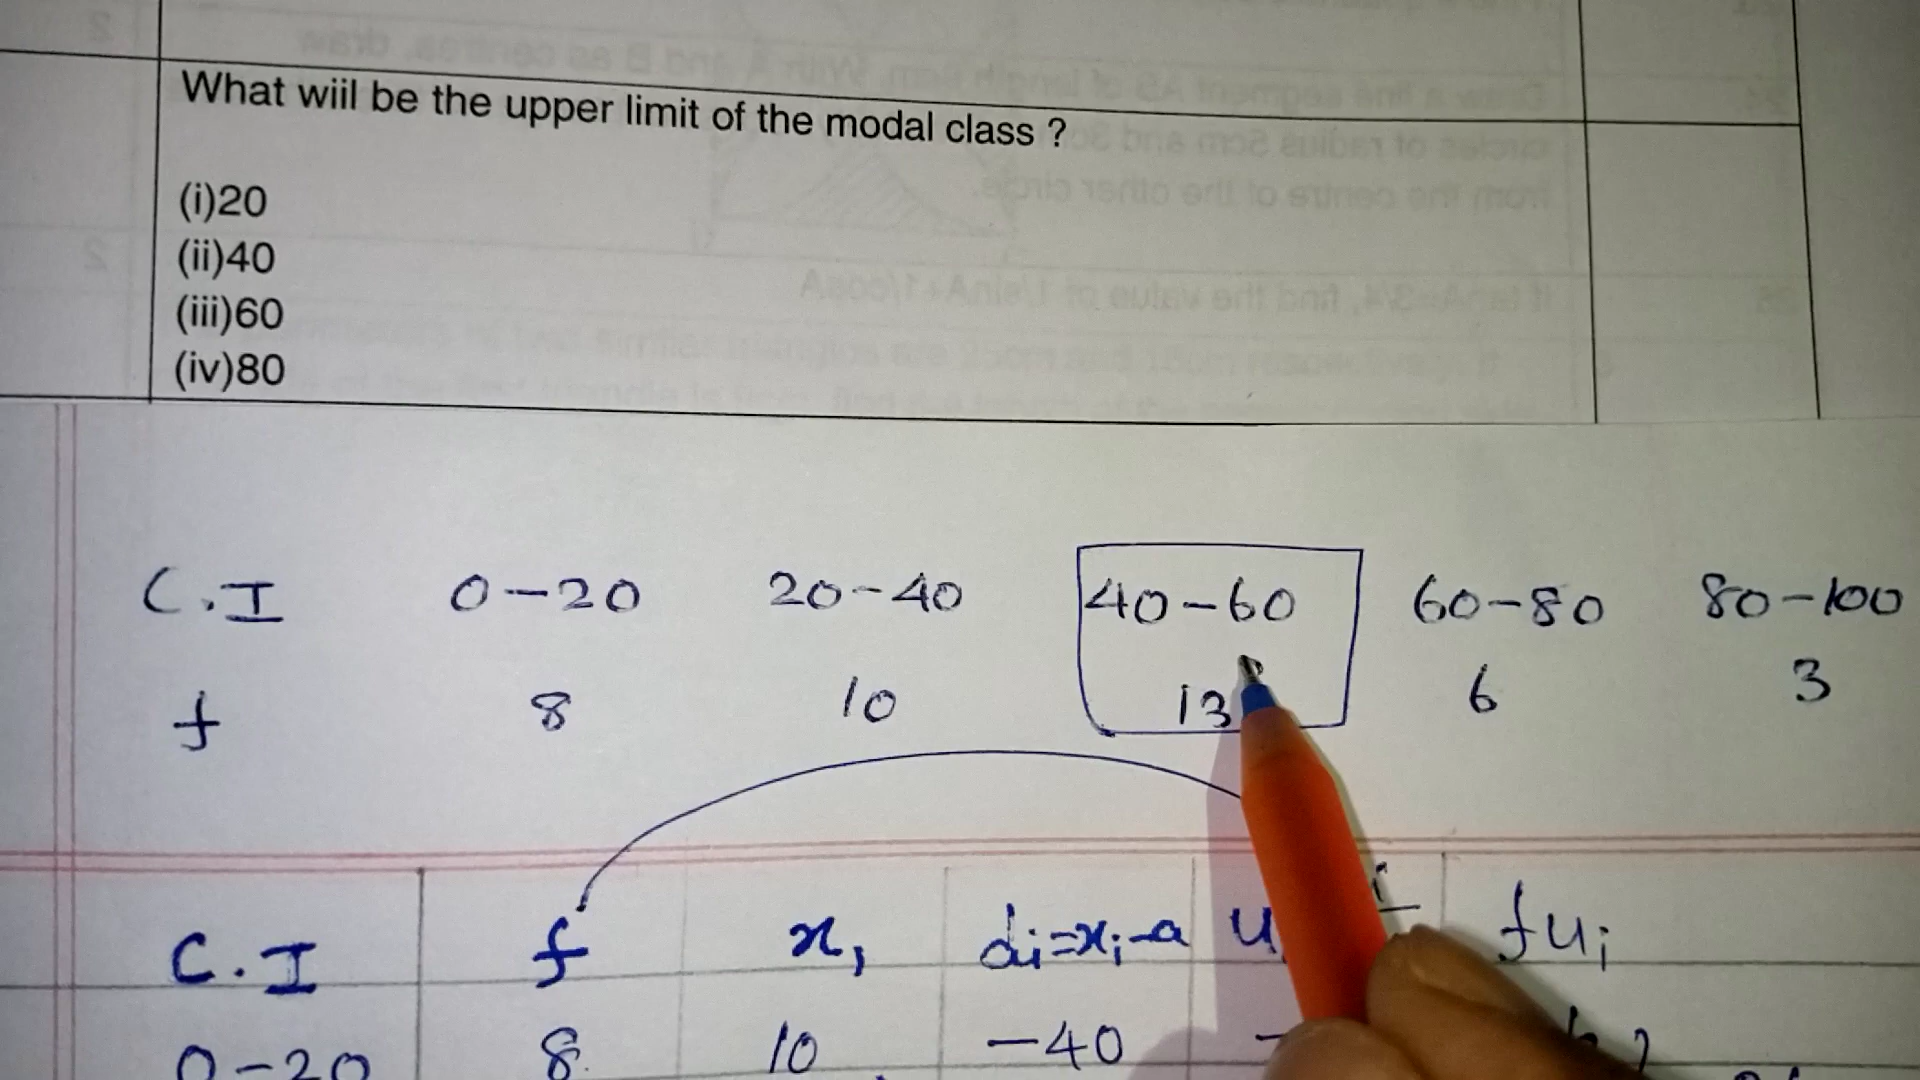 What wiil be the upper limit of the modal class ?
(i)20
(ii)40
(iii)60
(iv)80
C.I 0-20 20-40 40-60 60-80 80-100
f 8 10 13 6 3
C.I f xi di=xi-a u fui
0-20 8 10 -40